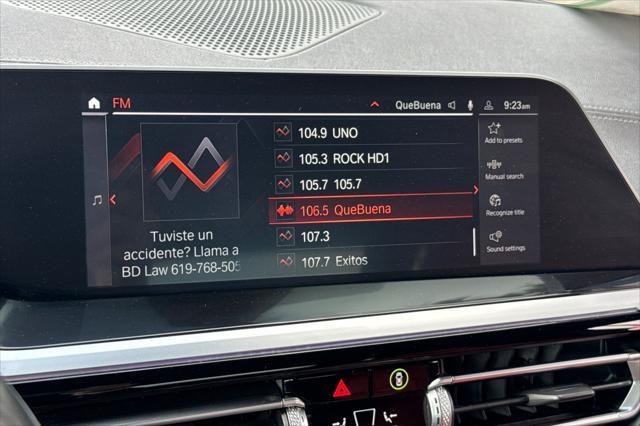 FM
QueBuena
9:23am
104.9 UNO
105.3 ROCK HD1
105.7 105.7
106.5 QueBuena
107.3
107.7 Exitos
Tuviste un
accidente? Llama a
BD Law 619-768-505
Add to presets
Manual search
Recognize title
Sound settings